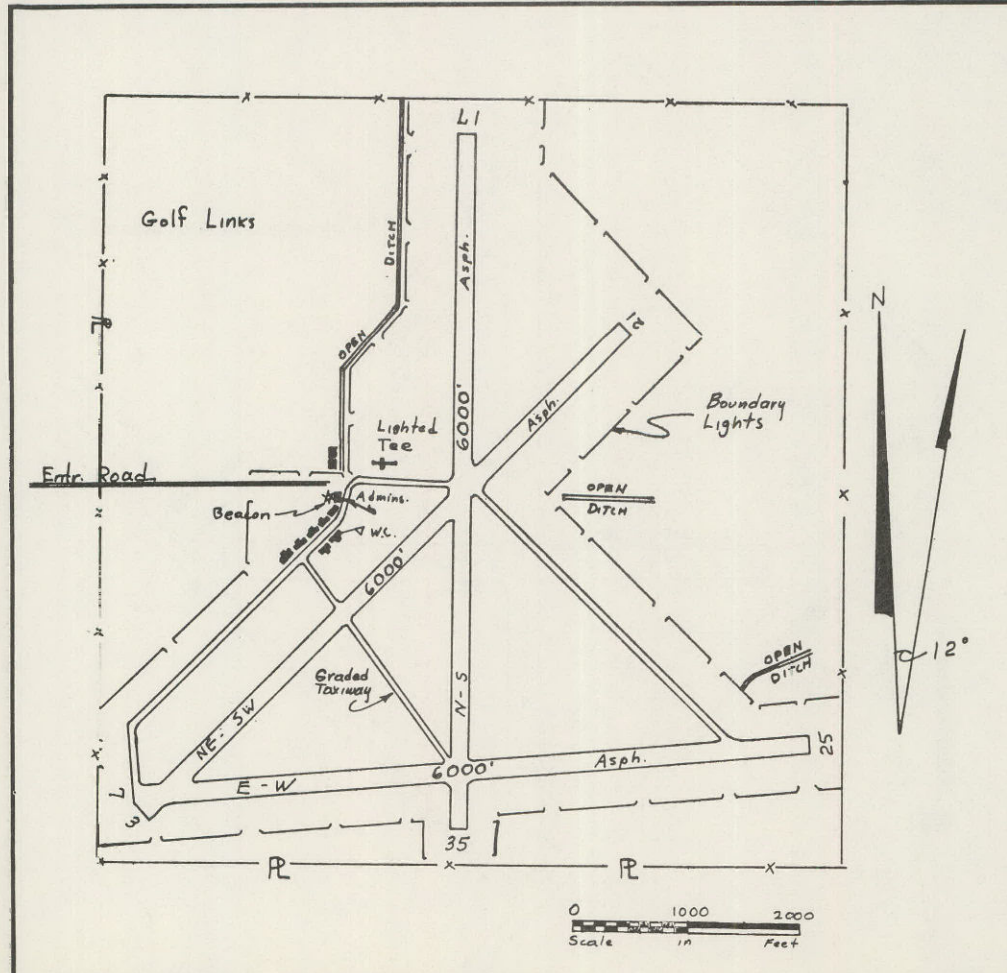 L1
Asph.
DITCH
OPEN
Golf Links
PL
6000'
12
Asph.
Boundary
Lights
N
Lighted
Tee
Entr. Road
Admins.
Beacon
W.C.
OPEN
DITCH
6000'
Graded
Taxiway
N-S
NE-SW
OPEN
DITCH
12°
25
Asph.
6000'
E-W
7
3
35
PL
PL
0 1000 2000
Scale in Feet